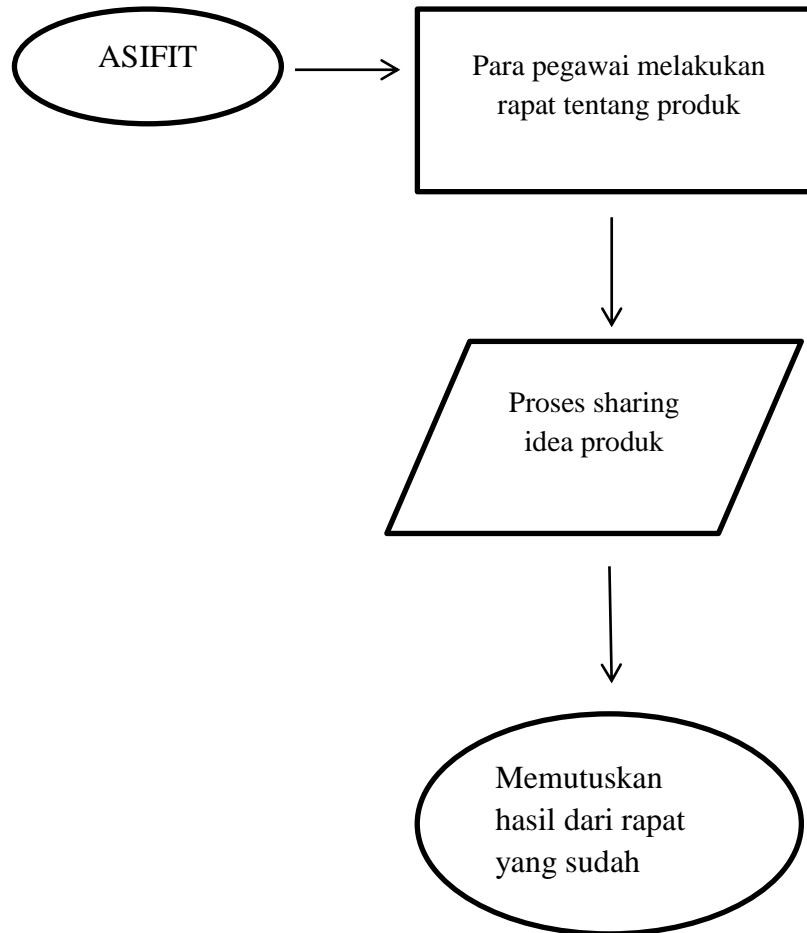 ASIFIT
Para pegawai melakukan
rapat tentang produk
Proses sharing
idea produk
Memutuskan
hasil dari rapat
yang sudah